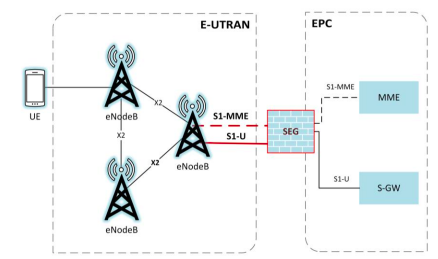 E-UTRAN
EPC
UE
eNodeB
X2
X2
S1-MME
S1-U
SEG
S1-MME
MME
X2
eNodeB
S1-U
S-GW
eNodeB